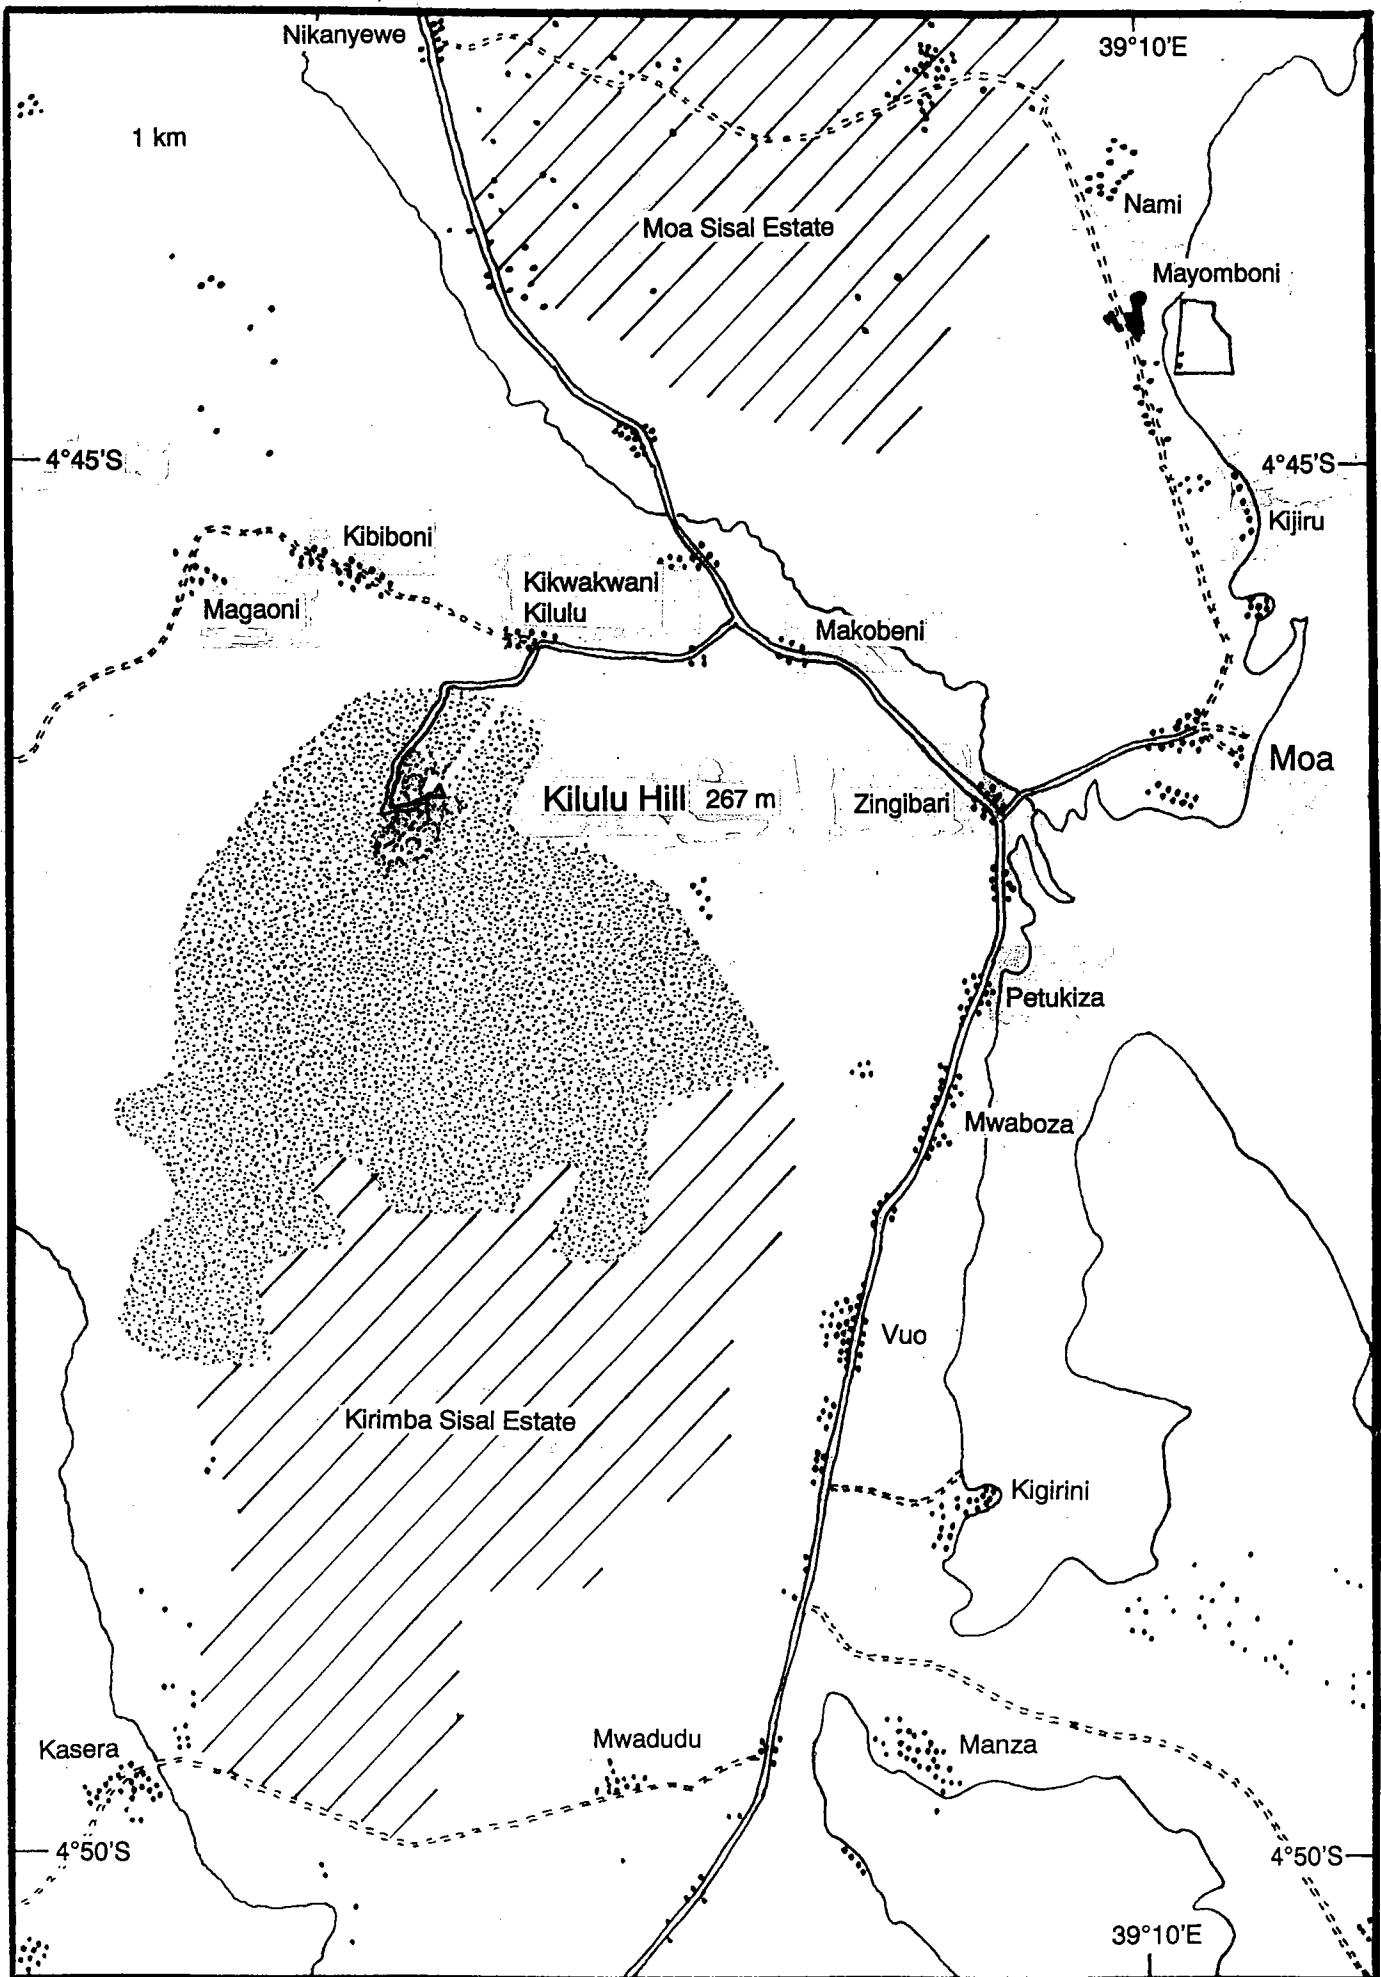 Nikanyewe
39°10'E
1 km
Nami
Moa Sisal Estate
Mayomboni
4°45'S
4°45'S
Kijiru
Kibiboni
Kikwakwani
Kilulu
Magaoni
Makobeni
Moa
Kilulu Hill 267 m
Zingibari
Petukiza
Mwaboza
Vuo
Kirimba Sisal Estate
Kigirini
Kasera
Mwadudu
Manza
4°50'S
4°50'S
39°10'E